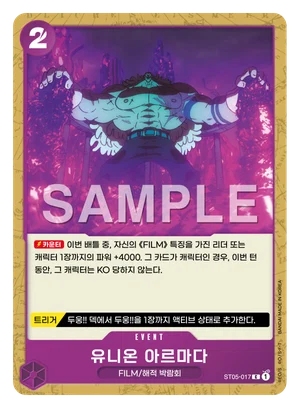 2
SAMPLE
카운터 이번 배틀 중, 자신의 《FILM》 특징을 가진 리더 또는
캐릭터 1장까지의 파워 +4000. 그 카드가 캐릭터인 경우, 이번 턴
동안, 그 캐릭터는 KO 당하지 않는다.
트리거 두웅!! 덱에서 두웅!!을 1장까지 액티브 상태로 추가한다.
EVENT
유니온 아르마다
FILM/해적 박람회
ST05-017 C 1